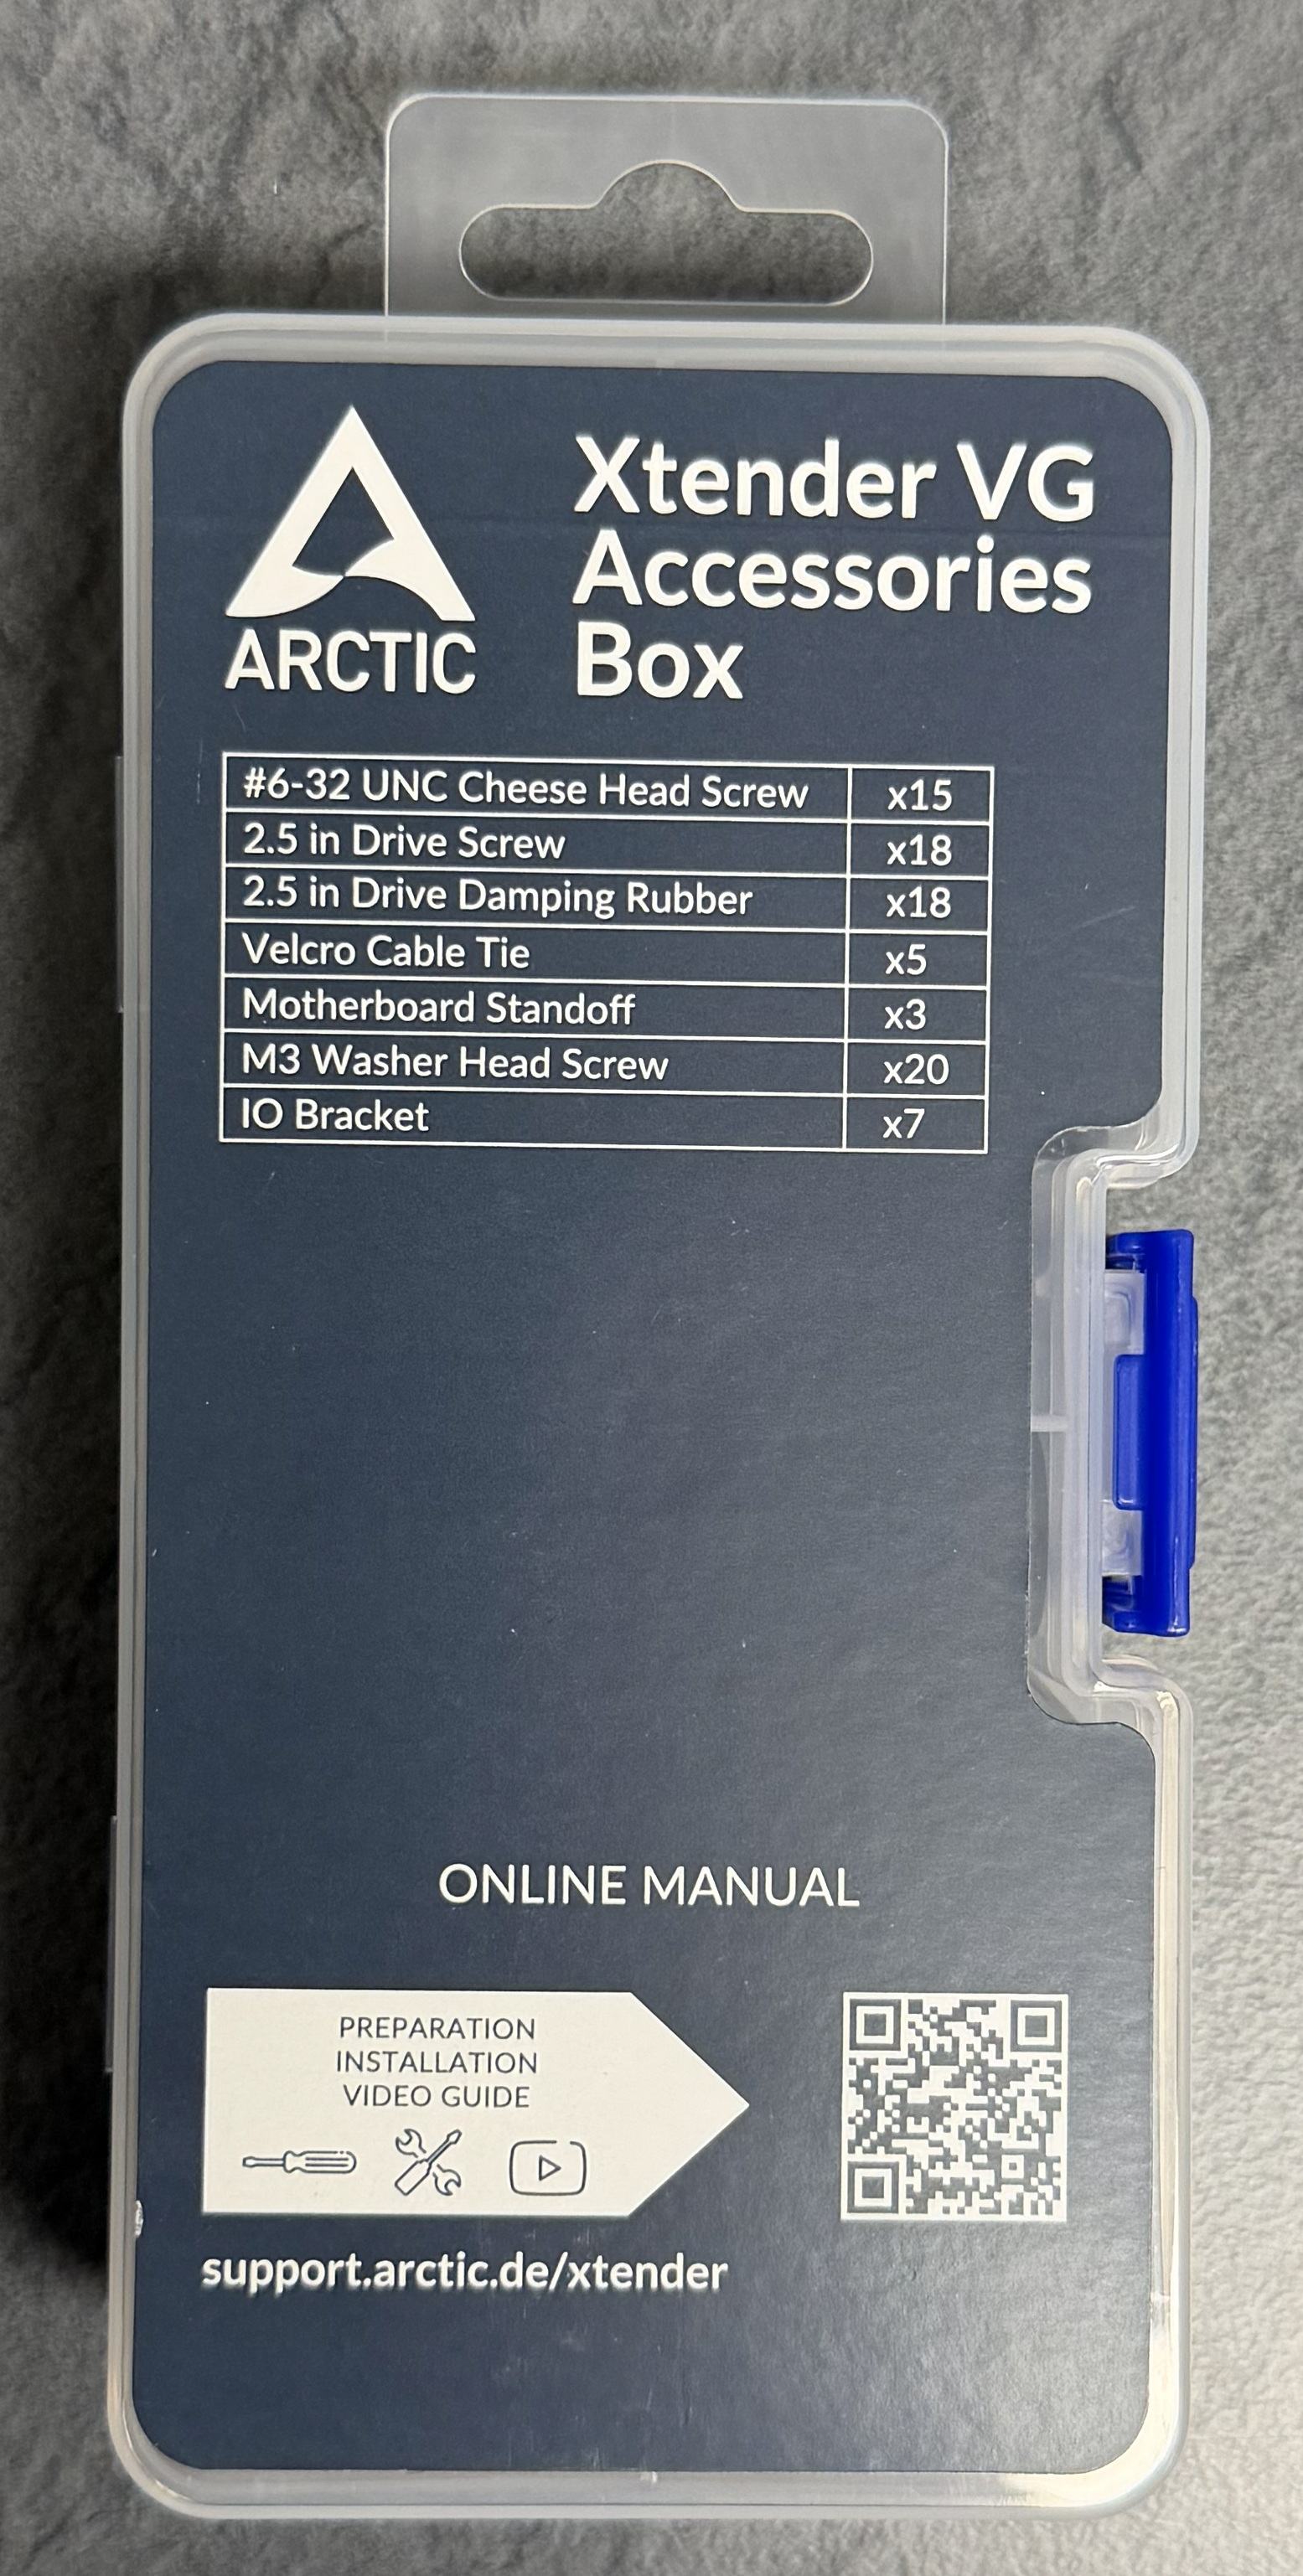 ARCTIC
Xtender VG
Accessories
Box
#6-32 UNC Cheese Head Screw x15
2.5 in Drive Screw x18
2.5 in Drive Damping Rubber x18
Velcro Cable Tie x5
Motherboard Standoff x3
M3 Washer Head Screw x20
IO Bracket x7
ONLINE MANUAL
PREPARATION
INSTALLATION
VIDEO GUIDE
support.arctic.de/xtender